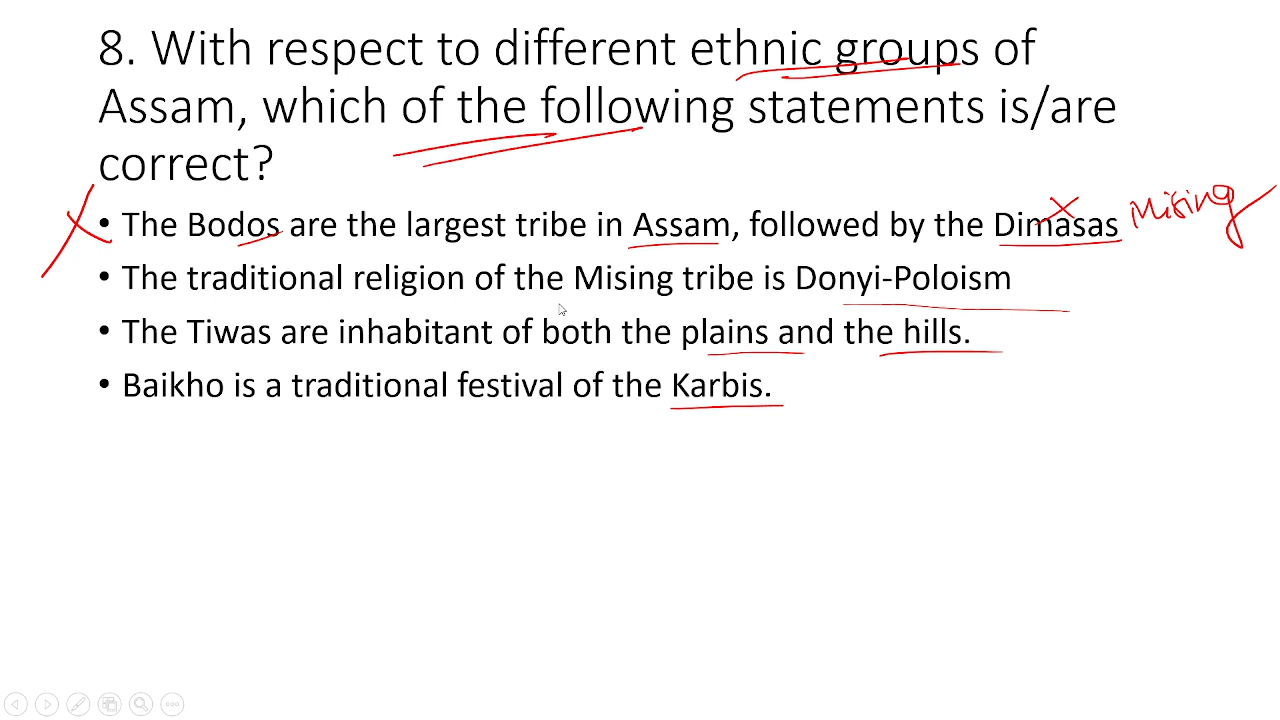 8. With respect to different ethnic groups of
Assam, which of the following statements is/are
correct?
• The Bodos are the largest tribe in Assam, followed by the Dimasas Mising
• The traditional religion of the Mising tribe is Donyi-Poloism
• The Tiwas are inhabitant of both the plains and the hills.
• Baikho is a traditional festival of the Karbis.